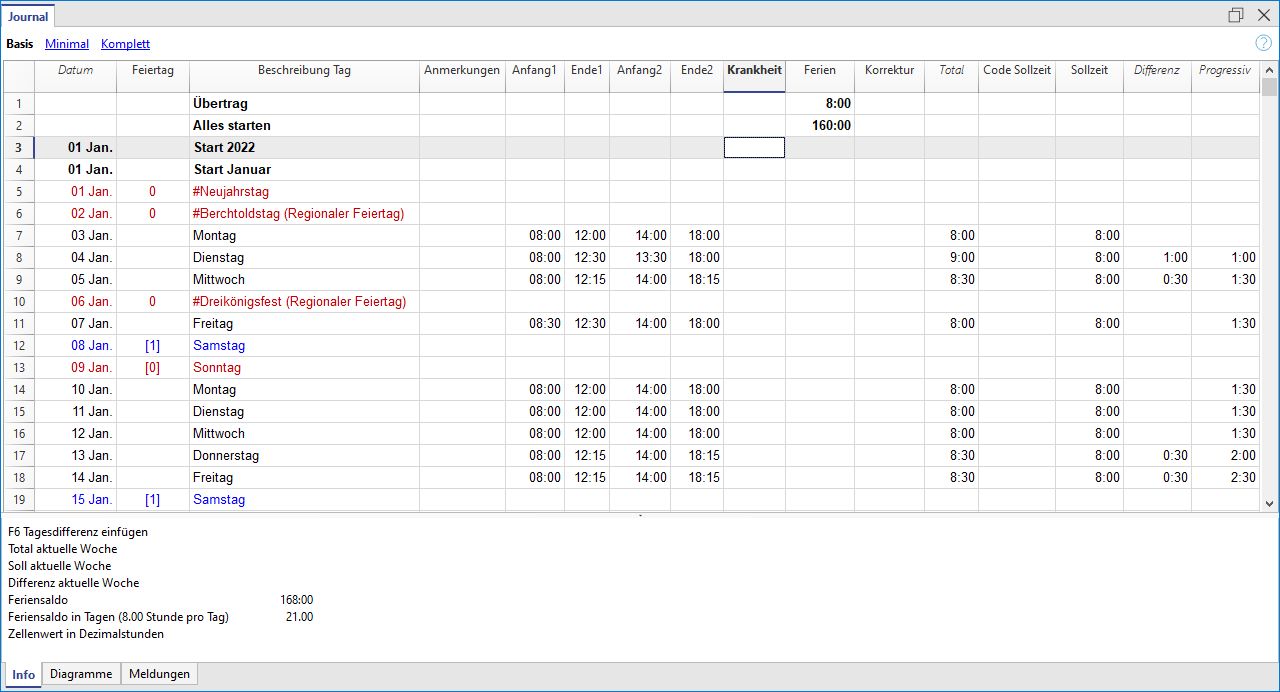 Journal
Basis Minimal Komplett ?
Datum Feiertag Beschreibung Tag Anmerkungen Anfang1 Ende1 Anfang2 Ende2 Krankheit Ferien Korrektur Total Code Sollzeit Sollzeit Differenz Progressiv
1 Übertrag 8:00
2 Alles starten 160:00
3 01 Jan. Start 2022
4 01 Jan. Start Januar
5 01 Jan. 0 #Neujahrstag
6 02 Jan. 0 #Berchtoldstag (Regionaler Feiertag)
7 03 Jan. Montag 08:00 12:00 14:00 18:00 8:00 8:00
8 04 Jan. Dienstag 08:00 12:30 13:30 18:00 9:00 8:00 1:00 1:00
9 05 Jan. Mittwoch 08:00 12:15 14:00 18:15 8:30 8:00 0:30 1:30
10 06 Jan. 0 #Dreikönigsfest (Regionaler Feiertag)
11 07 Jan. Freitag 08:30 12:30 14:00 18:00 8:00 8:00 1:30
12 08 Jan. [1] Samstag
13 09 Jan. [0] Sonntag
14 10 Jan. Montag 08:00 12:00 14:00 18:00 8:00 8:00 1:30
15 11 Jan. Dienstag 08:00 12:00 14:00 18:00 8:00 8:00 1:30
16 12 Jan. Mittwoch 08:00 12:00 14:00 18:00 8:00 8:00 1:30
17 13 Jan. Donnerstag 08:00 12:15 14:00 18:15 8:30 8:00 0:30 2:00
18 14 Jan. Freitag 08:00 12:15 14:00 18:15 8:30 8:00 0:30 2:30
19 15 Jan. [1] Samstag
F6 Tagesdifferenz einfügen
Total aktuelle Woche
Soll aktuelle Woche
Differenz aktuelle Woche
Feriensaldo 168:00
Feriensaldo in Tagen (8.00 Stunde pro Tag) 21.00
Zellenwert in Dezimalstunden
Info Diagramme Meldungen